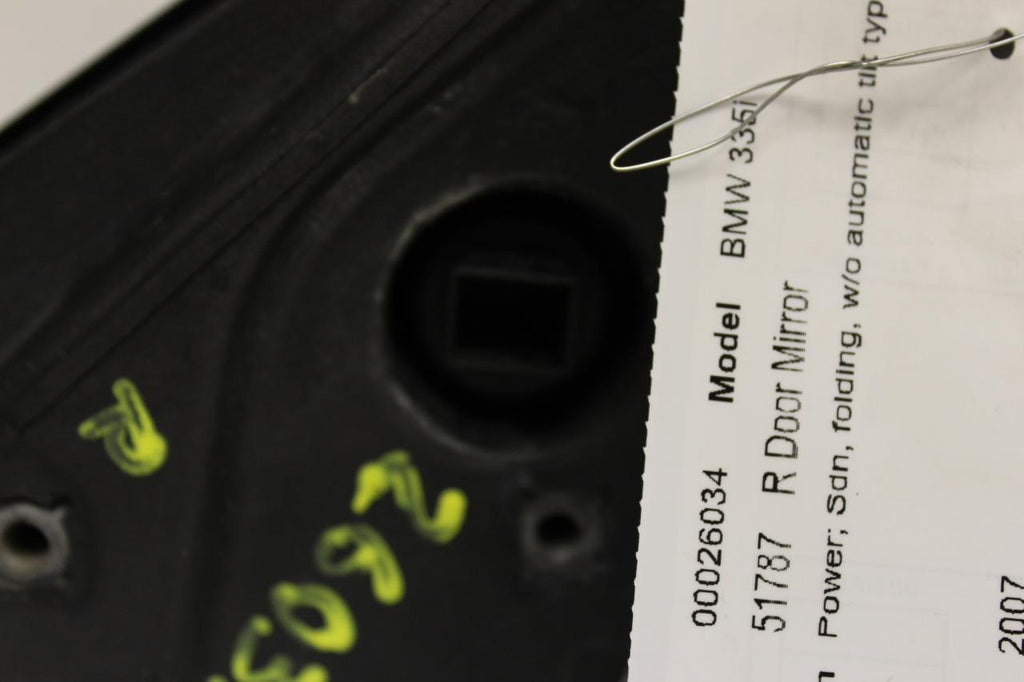 00026034 Model BMW 335i
51787 R Door Mirror
Power; Sdn, folding, w/o automatic tilt typ
2007